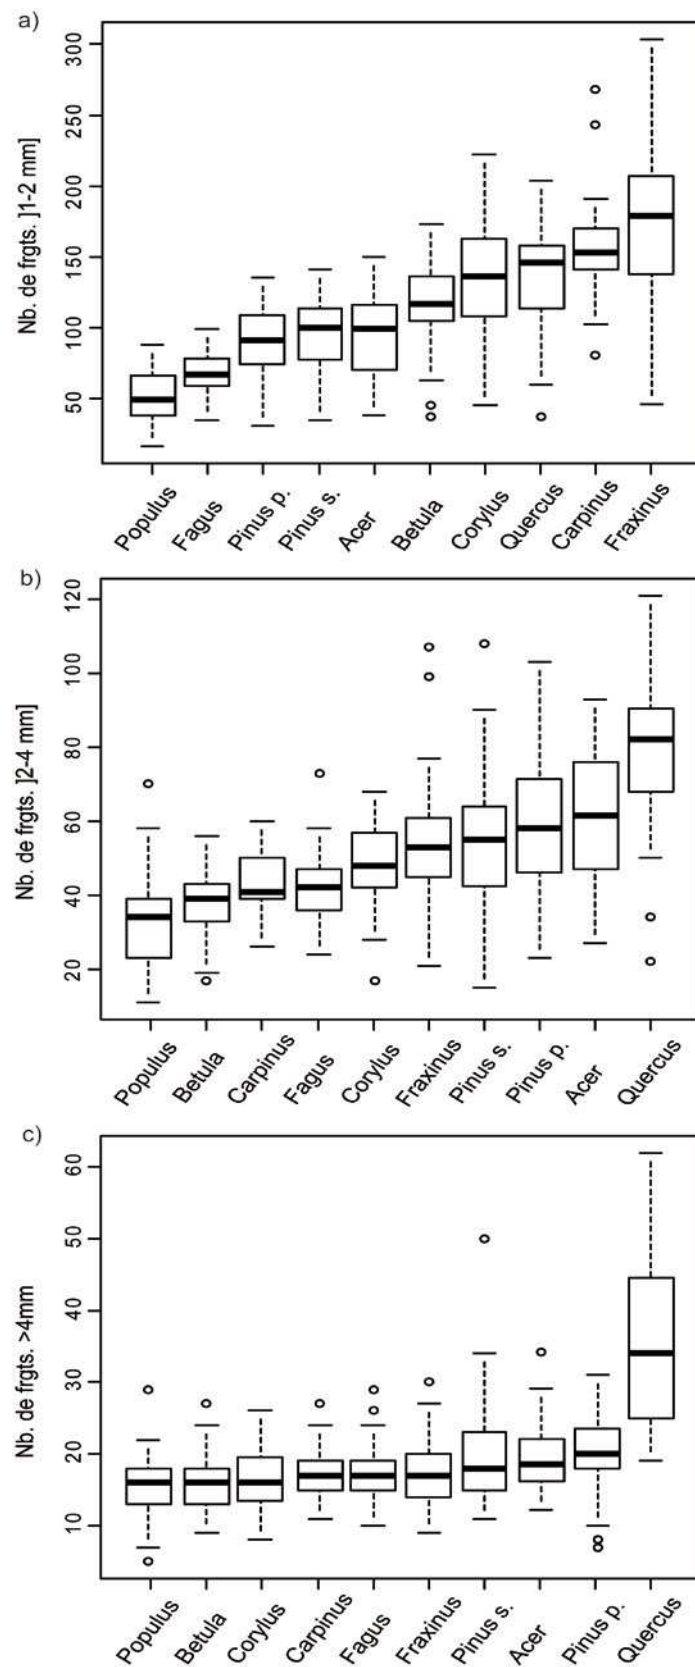 a)
Nb. de frgts. ]1-2 mm]
300
250
200
150
100
50
Populus
Fagus
Pinus p.
Pinus s.
Acer
Betula
Corylus
Quercus
Carpinus
Fraxinus
b)
Nb. de frgts. ]2-4 mm]
120
100
80
60
40
20
Populus
Betula
Carpinus
Fagus
Corylus
Fraxinus
Pinus s.
Pinus p.
Acer
Quercus
c)
Nb. de frgts. >4mm
60
50
40
30
20
10
Populus
Betula
Corylus
Carpinus
Fagus
Fraxinus
Pinus s.
Acer
Pinus p.
Quercus